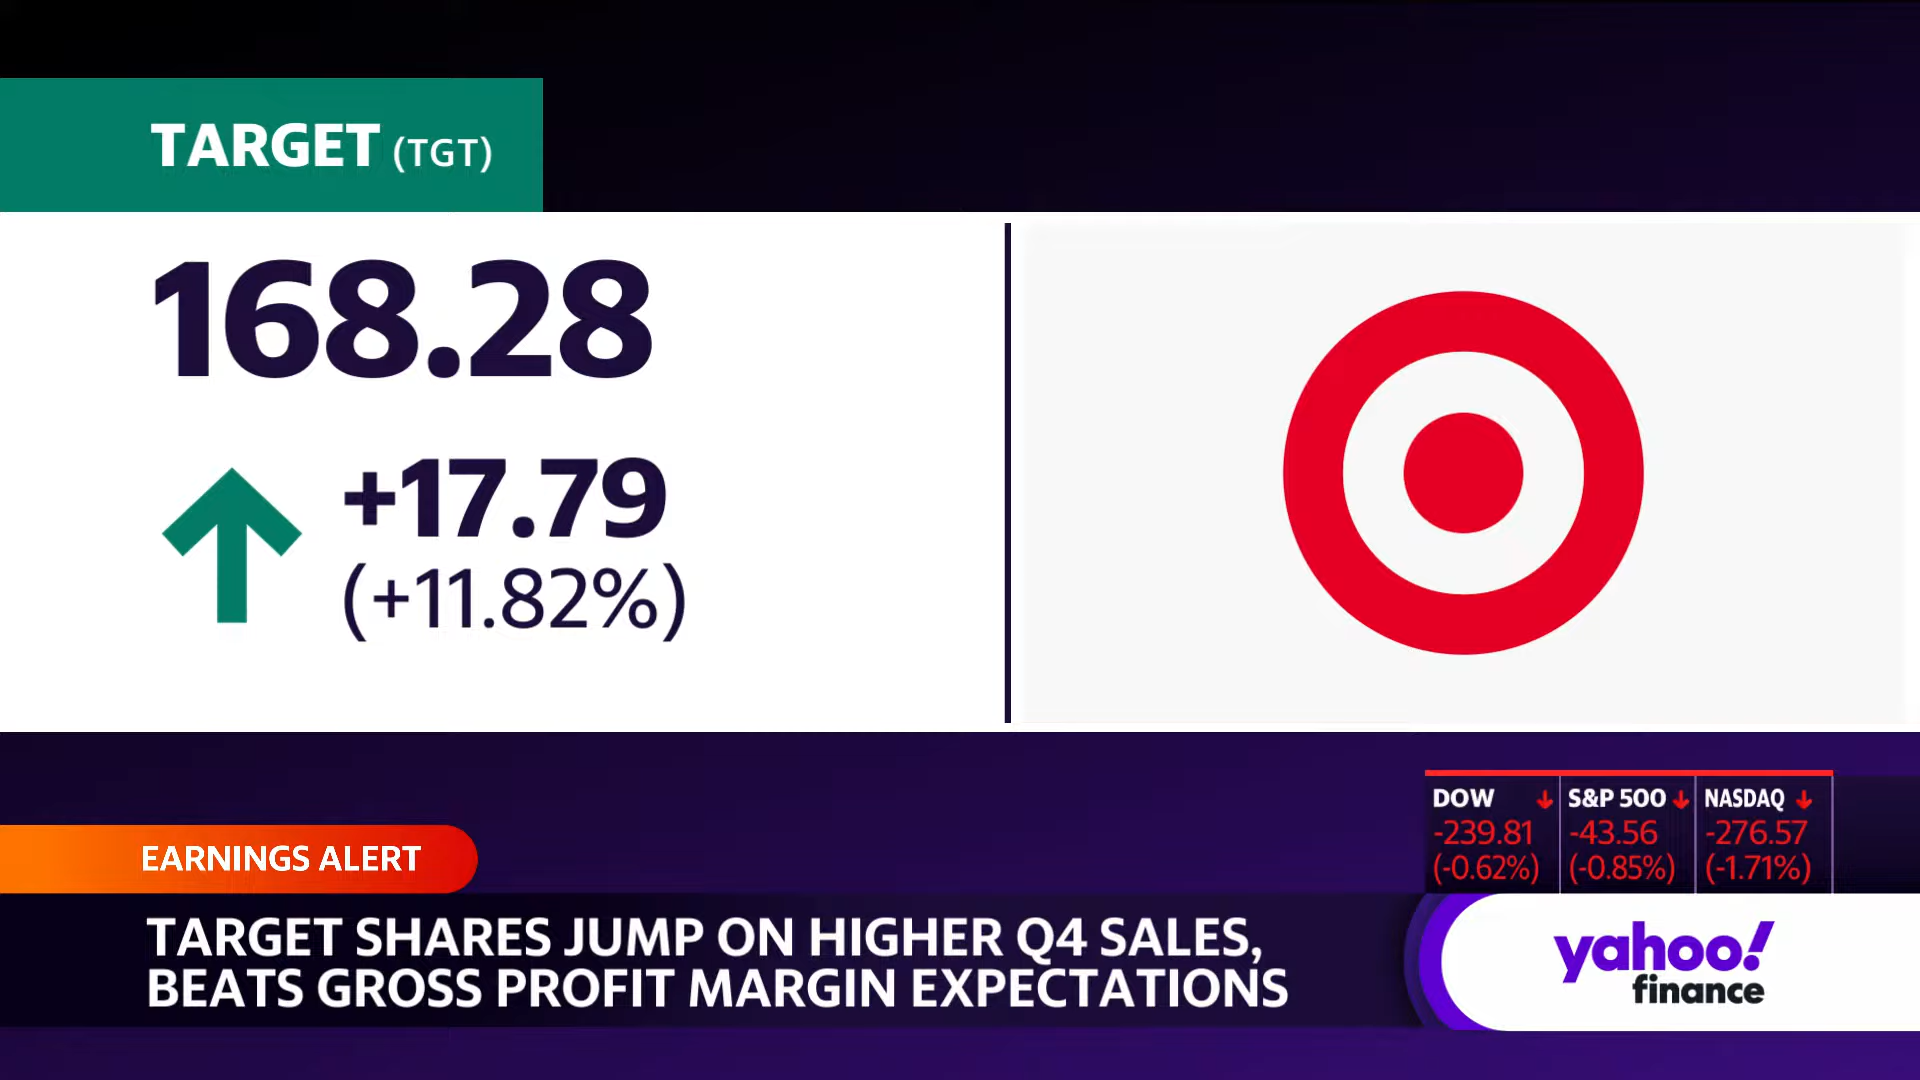 TARGET (TGT)
168.28
+17.79
(+11.82%)
DOW
-239.81
(-0.62%)
S&P 500
-43.56
(-0.85%)
NASDAQ
-276.57
(-1.71%)
EARNINGS ALERT
TARGET SHARES JUMP ON HIGHER Q4 SALES,
BEATS GROSS PROFIT MARGIN EXPECTATIONS
yahoo!
finance